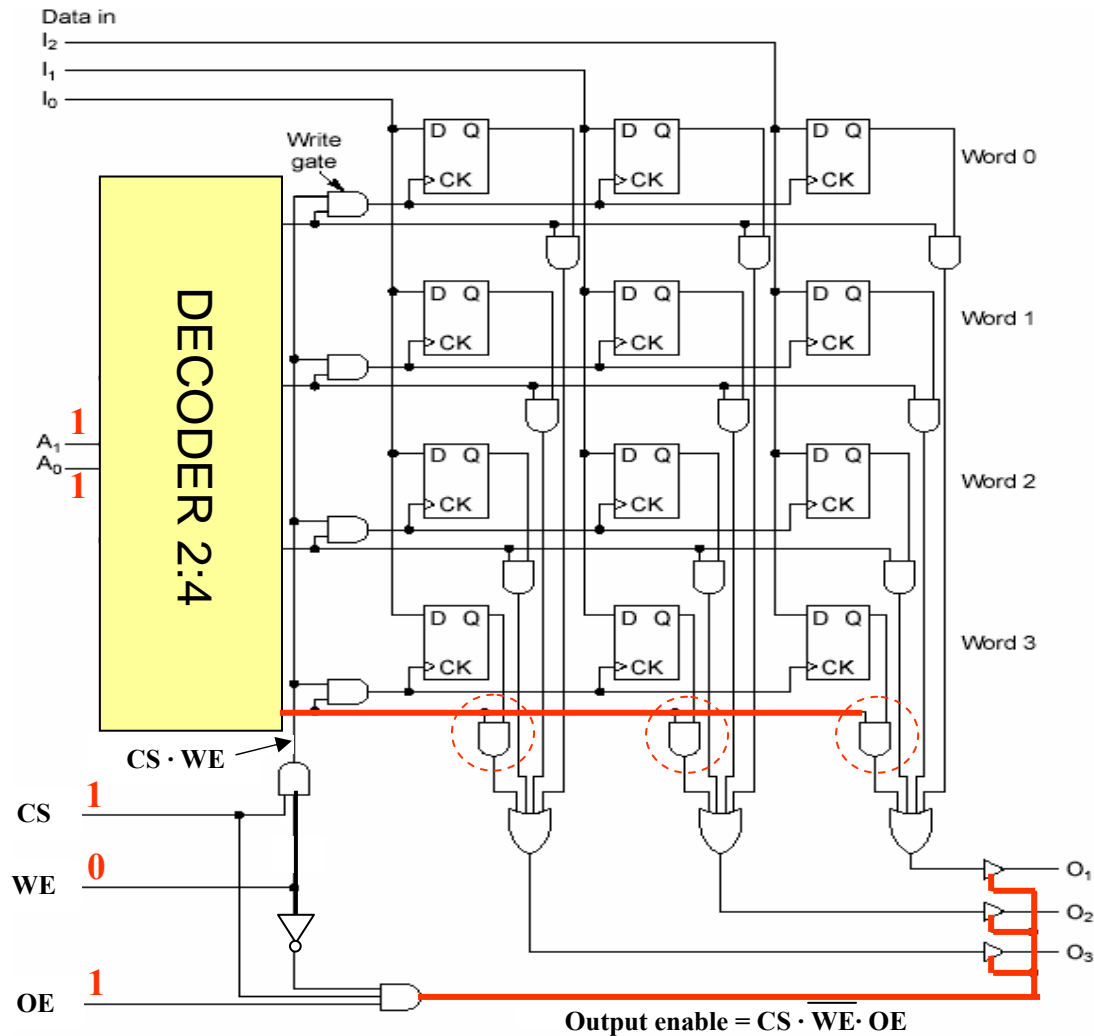 Data in
I₂
I₁
I₀
Write
gate
D Q
CK
D Q
CK
D Q
CK
Word 0
D Q
CK
D Q
CK
D Q
CK
Word 1
DECODER 2:4
1
A₁
A₀
1
D Q
CK
D Q
CK
D Q
CK
Word 2
D Q
CK
D Q
CK
D Q
CK
Word 3
CS · WE
CS 1
WE 0
OE 1
O₁
O₂
O₃
Output enable = CS · W̅E̅ · OE